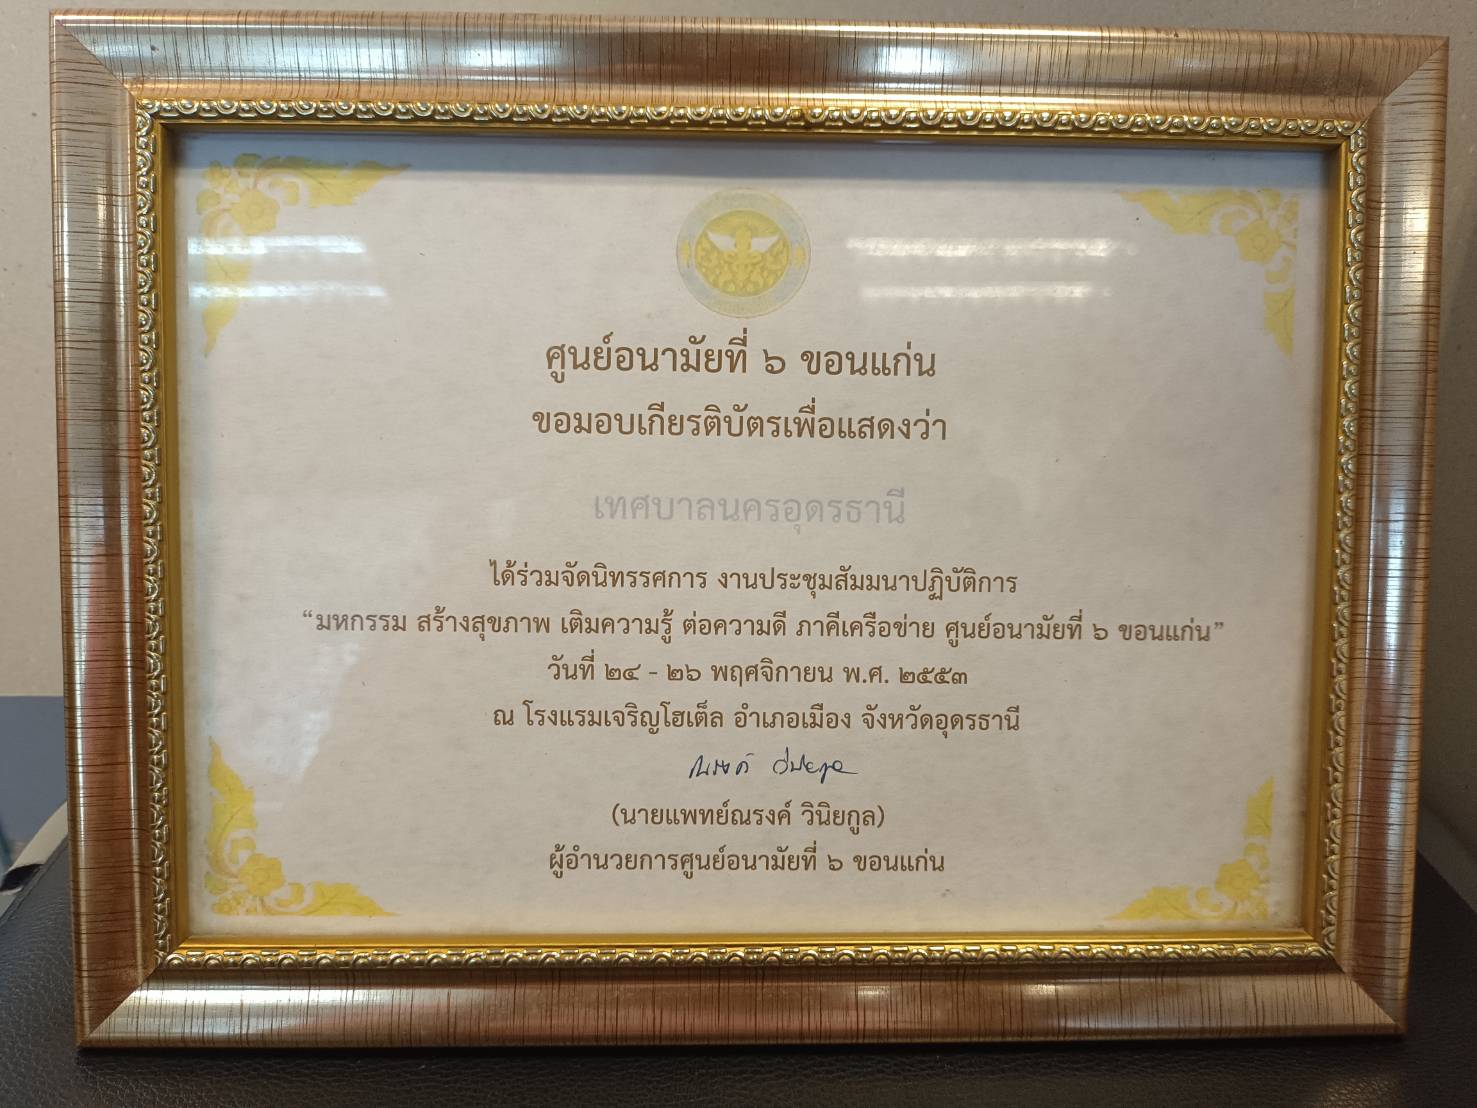 ศูนย์อนามัยที่ ๖ ขอนแก่น
ขอมอบเกียรติบัตรเพื่อแสดงว่า
เทศบาลนครอุดรธานี
ได้ร่วมจัดนิทรรศการ งานประชุมสัมมนาปฏิบัติการ
“มหกรรม สร้างสุขภาพ เติมความรู้ ต่อความดี ภาคีเครือข่าย ศูนย์อนามัยที่ ๖ ขอนแก่น”
วันที่ ๒๔ - ๒๖ พฤศจิกายน พ.ศ. ๒๕๕๓
ณ โรงแรมเจริญโฮเต็ล อำเภอเมือง จังหวัดอุดรธานี
(นายแพทย์ณรงค์ วินิยกูล)
ผู้อำนวยการศูนย์อนามัยที่ ๖ ขอนแก่น